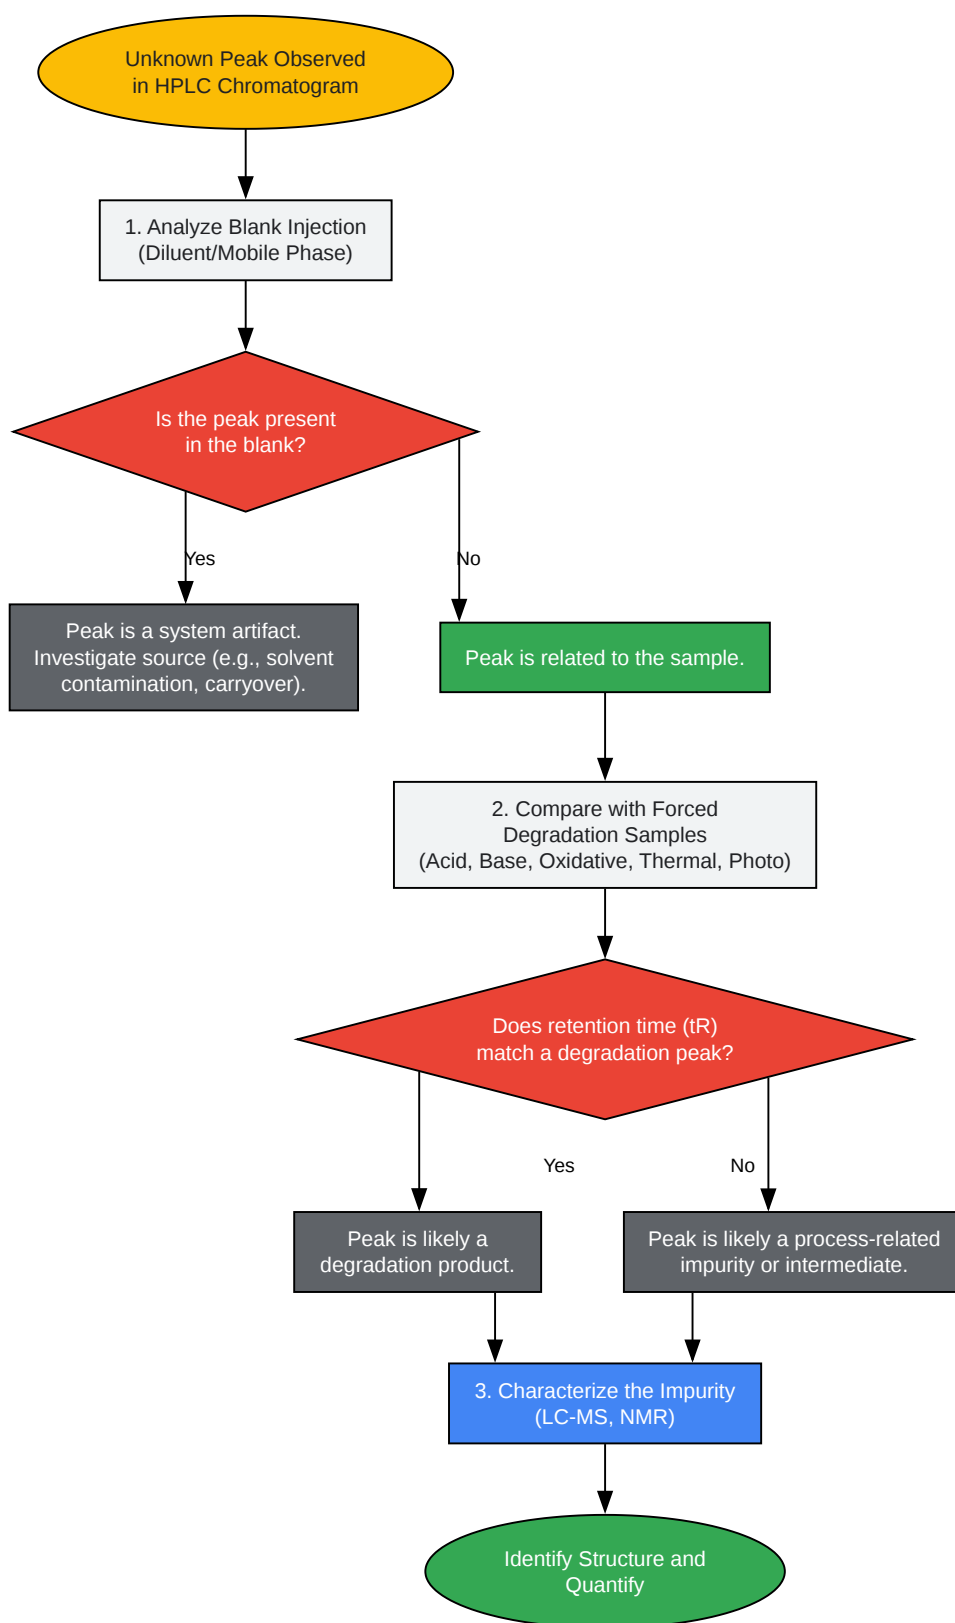 Unknown Peak Observed
in HPLC Chromatogram
1. Analyze Blank Injection
(Diluent/Mobile Phase)
Is the peak present
in the blank?
Yes
No
Peak is a system artifact.
Investigate source (e.g., solvent
contamination, carryover).
Peak is related to the sample.
2. Compare with Forced
Degradation Samples
(Acid, Base, Oxidative, Thermal, Photo)
Does retention time (tR)
match a degradation peak?
Yes
No
Peak is likely a
degradation product.
Peak is likely a process-related
impurity or intermediate.
3. Characterize the Impurity
(LC-MS, NMR)
Identify Structure and
Quantify